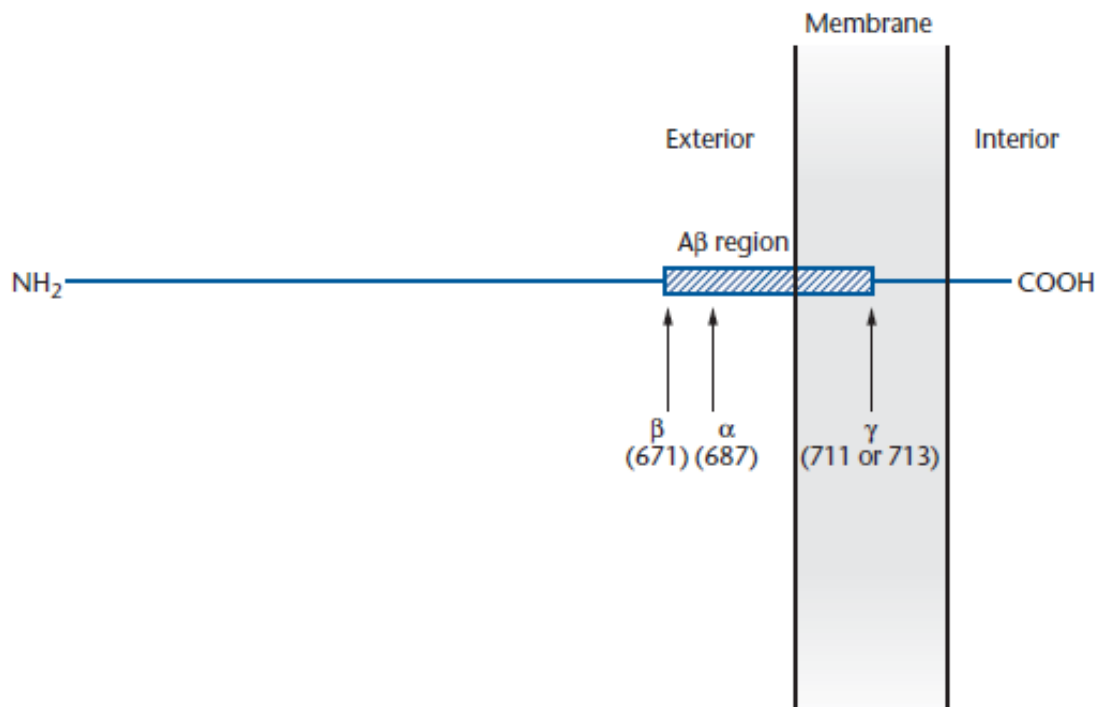 Membrane
Exterior
Interior
Aβ region
NH₂
COOH
β
α
γ
(671)
(687)
(711 or 713)